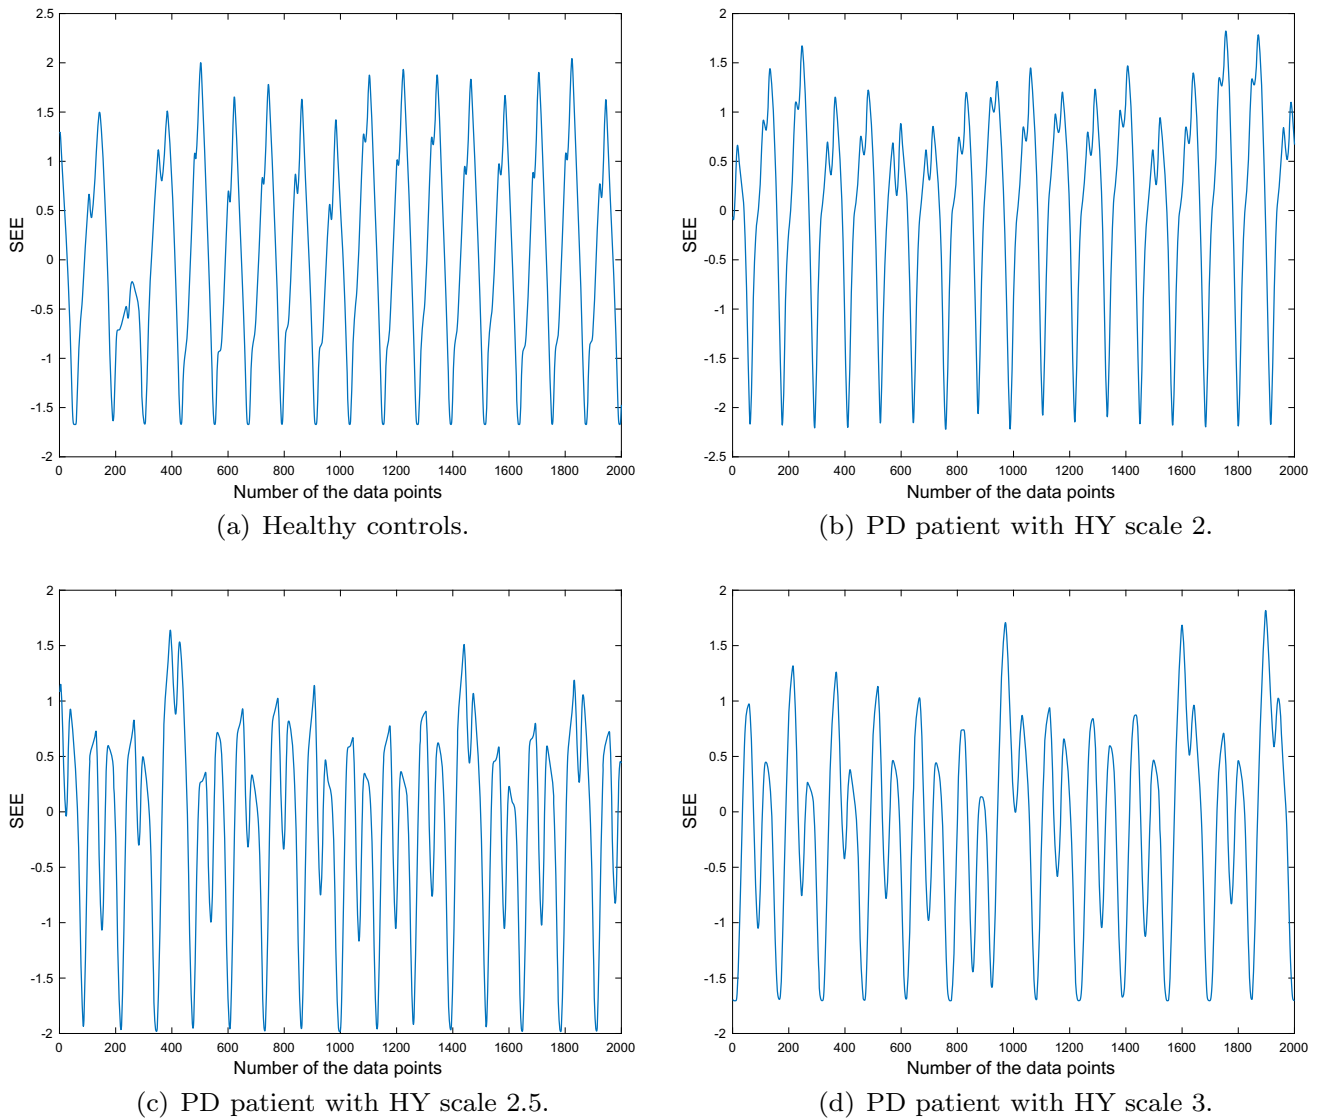 2.5
2
1.5
1
0.5
0
-0.5
-1
-1.5
-2
SEE
0 200 400 600 800 1000 1200 1400 1600 1800 2000
Number of the data points
(a) Healthy controls.
2
1.5
1
0.5
0
-0.5
-1
-1.5
-2
-2.5
SEE
0 200 400 600 800 1000 1200 1400 1600 1800 2000
Number of the data points
(b) PD patient with HY scale 2.
2
1.5
1
0.5
0
-0.5
-1
-1.5
-2
SEE
0 200 400 600 800 1000 1200 1400 1600 1800 2000
Number of the data points
(c) PD patient with HY scale 2.5.
2
1.5
1
0.5
0
-0.5
-1
-1.5
-2
SEE
0 200 400 600 800 1000 1200 1400 1600 1800 2000
Number of the data points
(d) PD patient with HY scale 3.